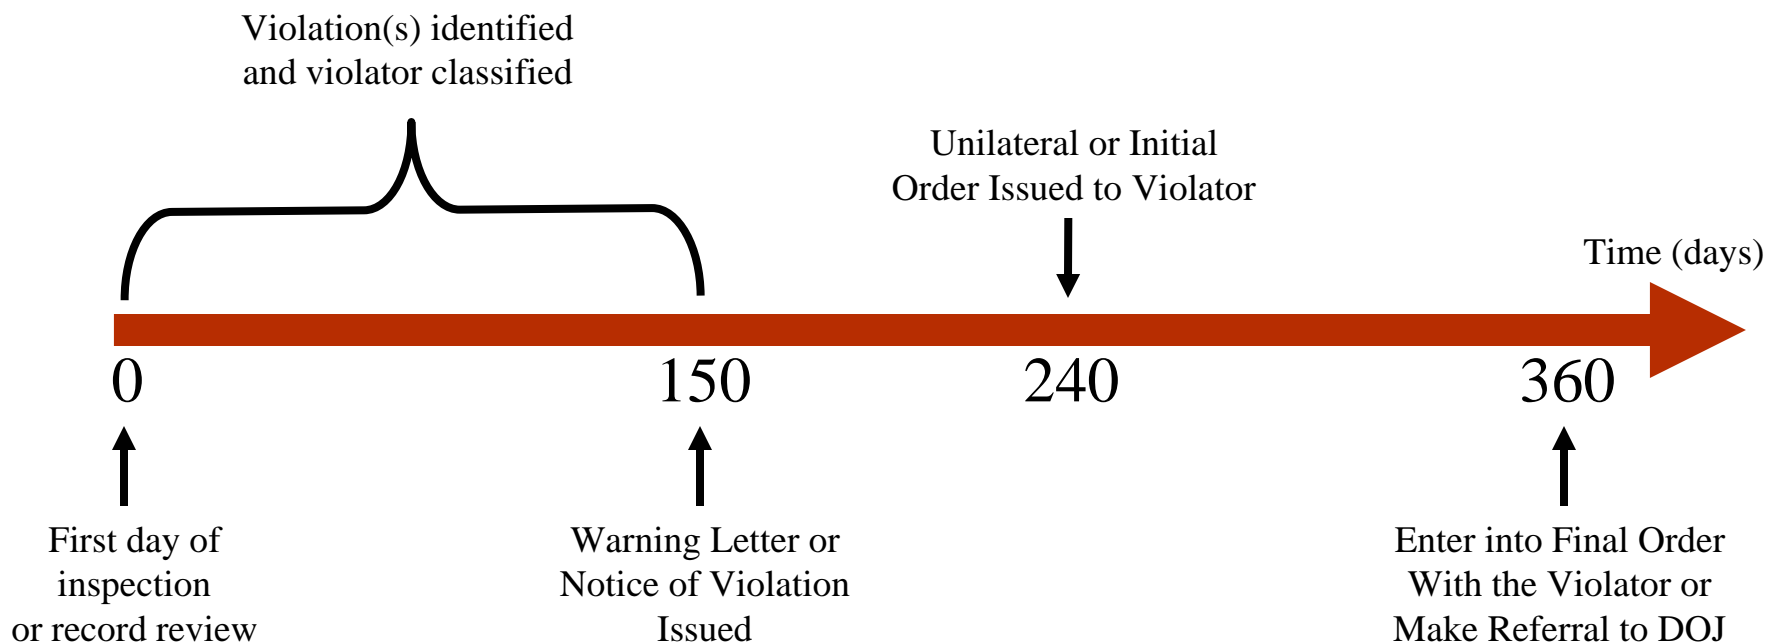 Violation(s) identified
and violator classified
Unilateral or Initial
Order Issued to Violator
Time (days)
0
150
240
360
First day of
inspection
or record review
Warning Letter or
Notice of Violation
Issued
Enter into Final Order
With the Violator or
Make Referral to DOJ